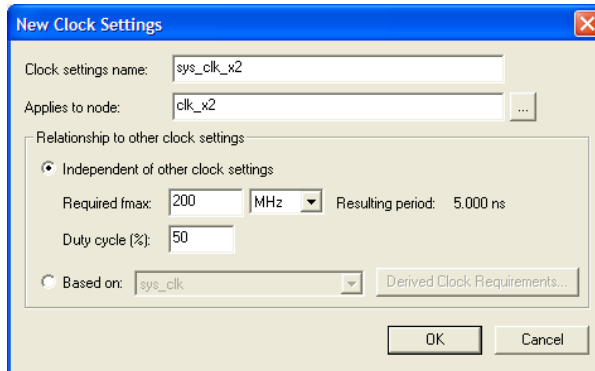 New Clock Settings
Clock settings name: sys_clk_x2
Applies to node: clk_x2 ...
Relationship to other clock settings
Independent of other clock settings
Required fmax: 200 MHz Resulting period: 5.000 ns
Duty cycle (%): 50
Based on: sys_clk Derived Clock Requirements...
OK Cancel